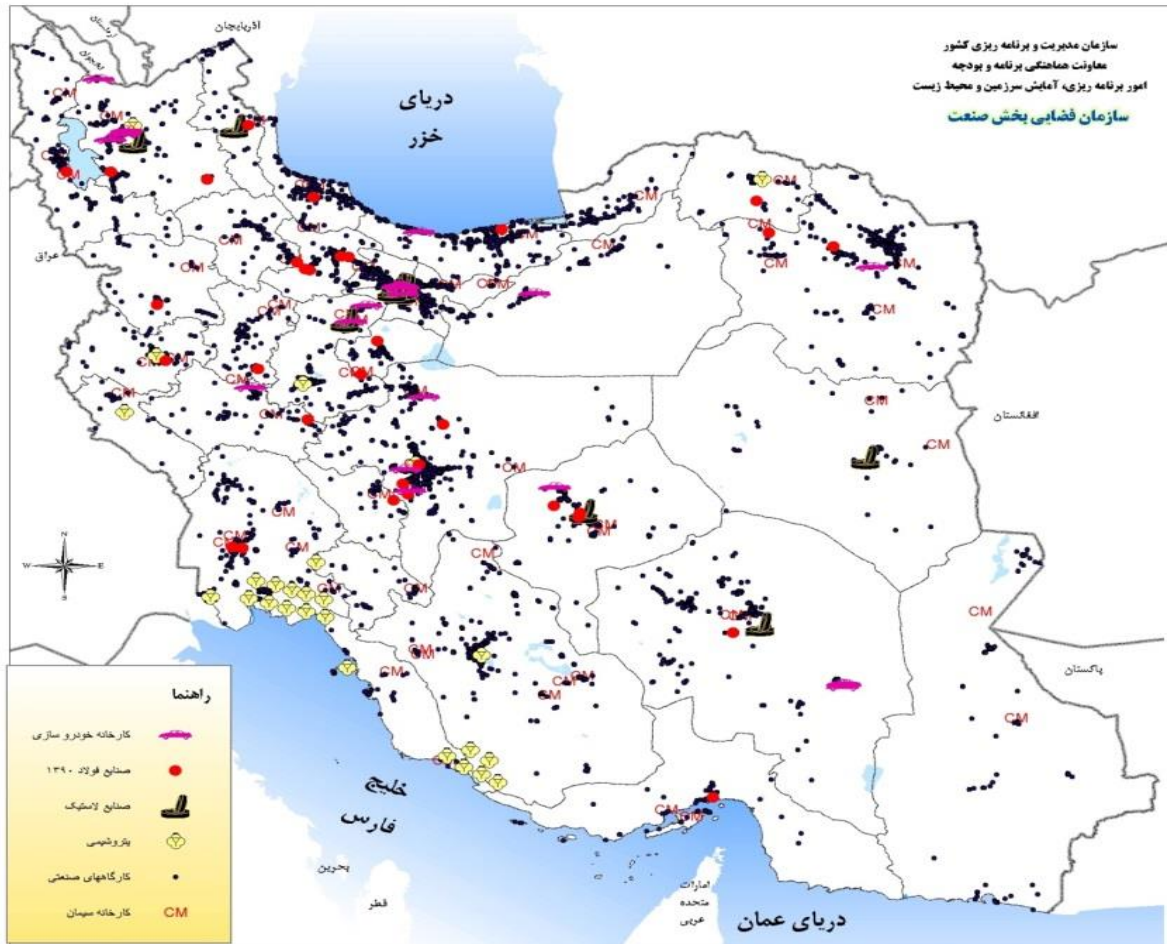 سازمان مدیریت و برنامه ریزی کشور
معاونت هماهنگی برنامه و بودجه
امور برنامه ریزی، آمایش سرزمین و محیط زیست
سازمان فضایی پخش صنعت
آذربایجان
دریای
خزر
عراق
افغانستان
پاکستان
N
W
E
S
خلیج
فارس
بحرین
قطر
امارات
متحده
عربی
دریای عمان
راهنما
کارخانه خودرو سازی
صنایع فولاد ۱۳۹۰
صنایع لاستیک
پتروشیمی
کارگاههای صنعتی
کارخانه سیمان
CM